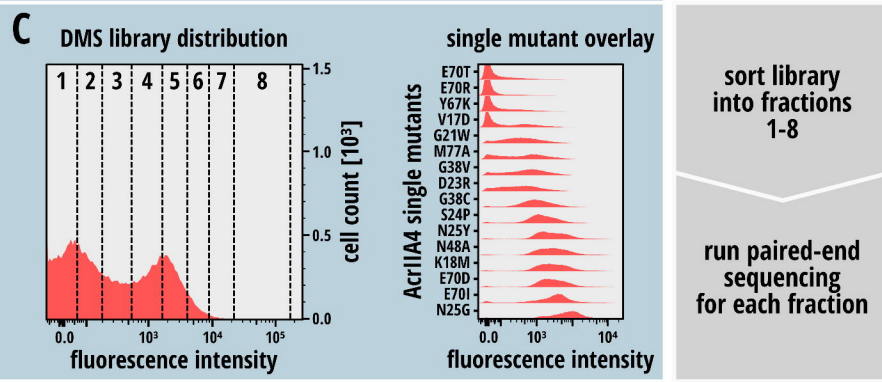 C
DMS library distribution
1 2 3 4 5 6 7 8
1.5
1.0
0.5
0.0
cell count [10³]
0.0 10³ 10⁴ 10⁵
fluorescence intensity
single mutant overlay
AcrIIA4 single mutants
E70T
E70R
Y67K
V17D
G21W
M77A
G38V
D23R
G38C
S24P
N25Y
N48A
K18M
E70D
E70I
N25G
0.0 10³ 10⁴
fluorescence intensity
sort library
into fractions
1-8
run paired-end
sequencing
for each fraction